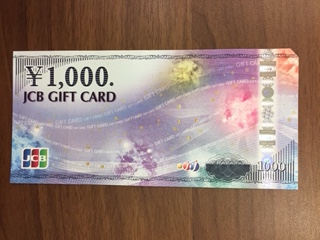 ¥1,000.
JCB GIFT CARD
JCB
1000